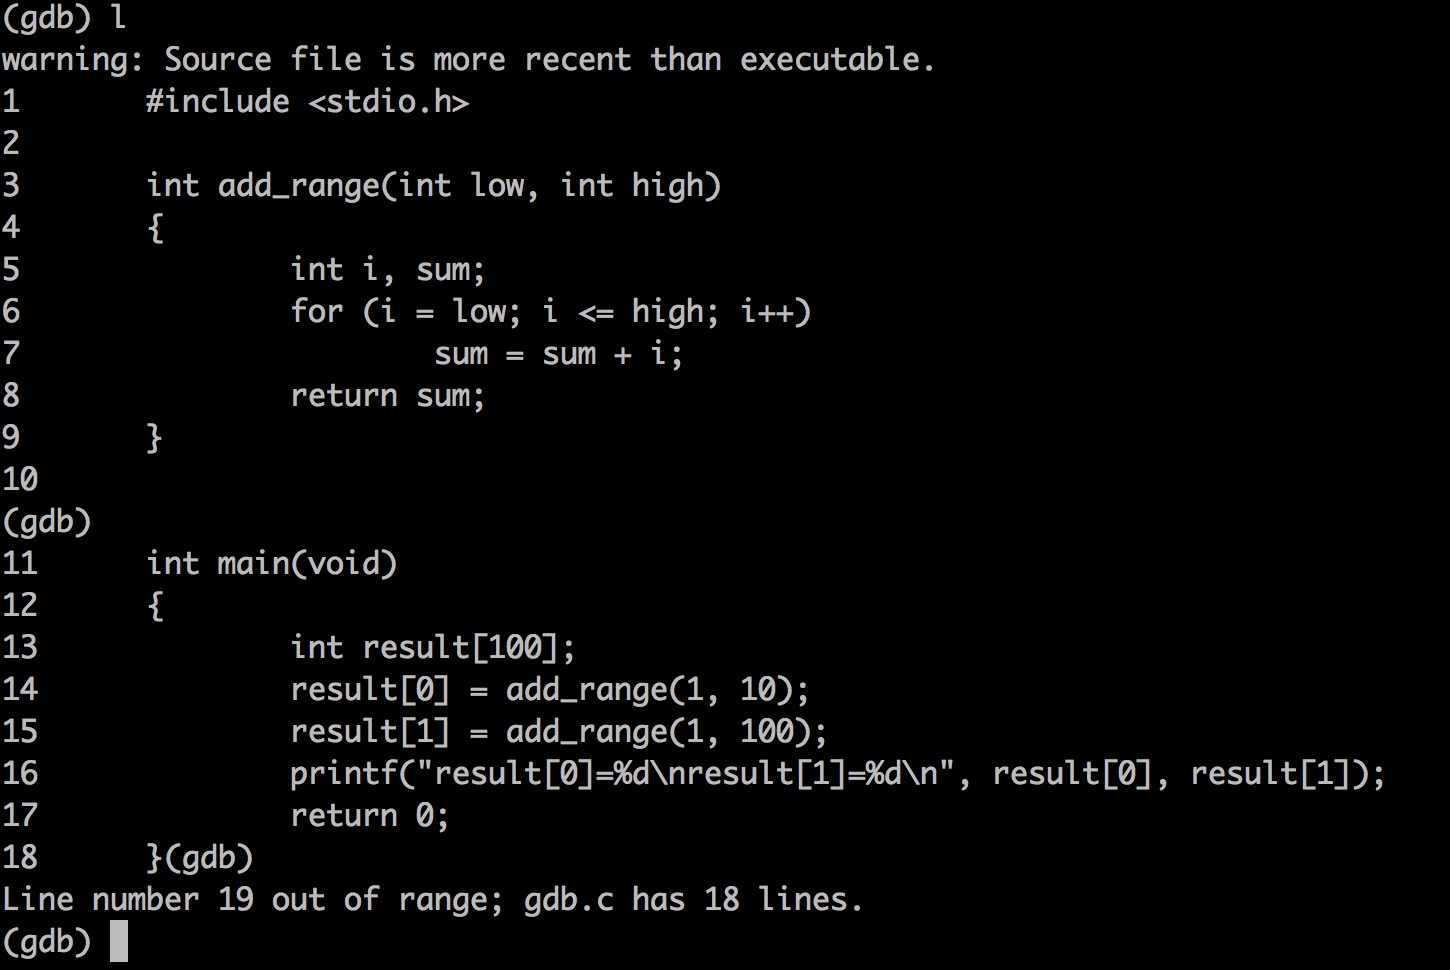 (gdb) l
warning: Source file is more recent than executable.
1       #include <stdio.h>
2
3       int add_range(int low, int high)
4       {
5               int i, sum;
6               for (i = low; i <= high; i++)
7                       sum = sum + i;
8               return sum;
9       }
10
(gdb)
11      int main(void)
12      {
13              int result[100];
14              result[0] = add_range(1, 10);
15              result[1] = add_range(1, 100);
16              printf("result[0]=%d\nresult[1]=%d\n", result[0], result[1]);
17              return 0;
18      }(gdb)
Line number 19 out of range; gdb.c has 18 lines.
(gdb)